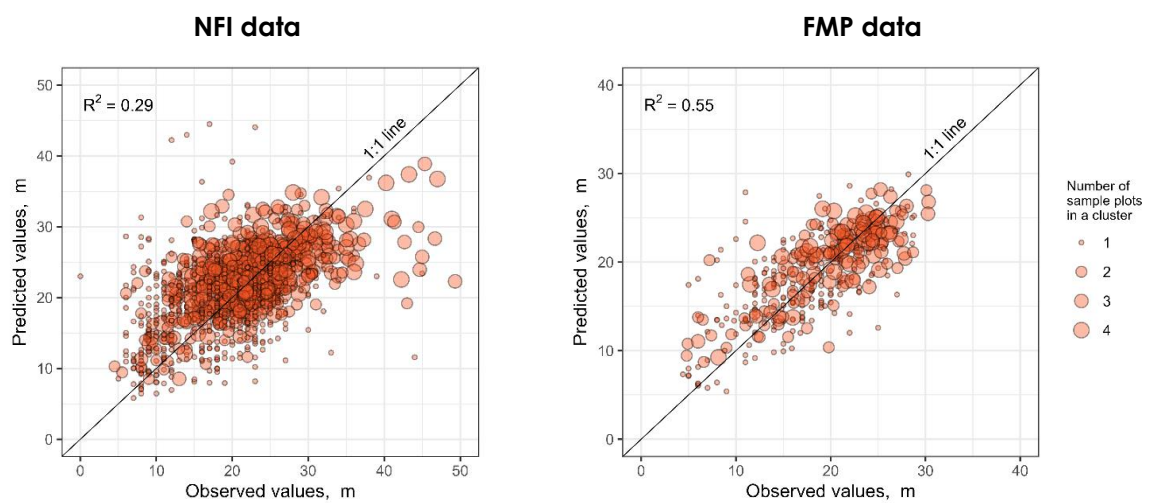 NFI data
FMP data
R² = 0.29
1:1 line
50
40
30
20
10
0
Predicted values, m
0 10 20 30 40 50
Observed values, m
R² = 0.55
1:1 line
40
30
20
10
0
Predicted values, m
0 10 20 30 40
Observed values, m
Number of
sample plots
in a cluster
1
2
3
4